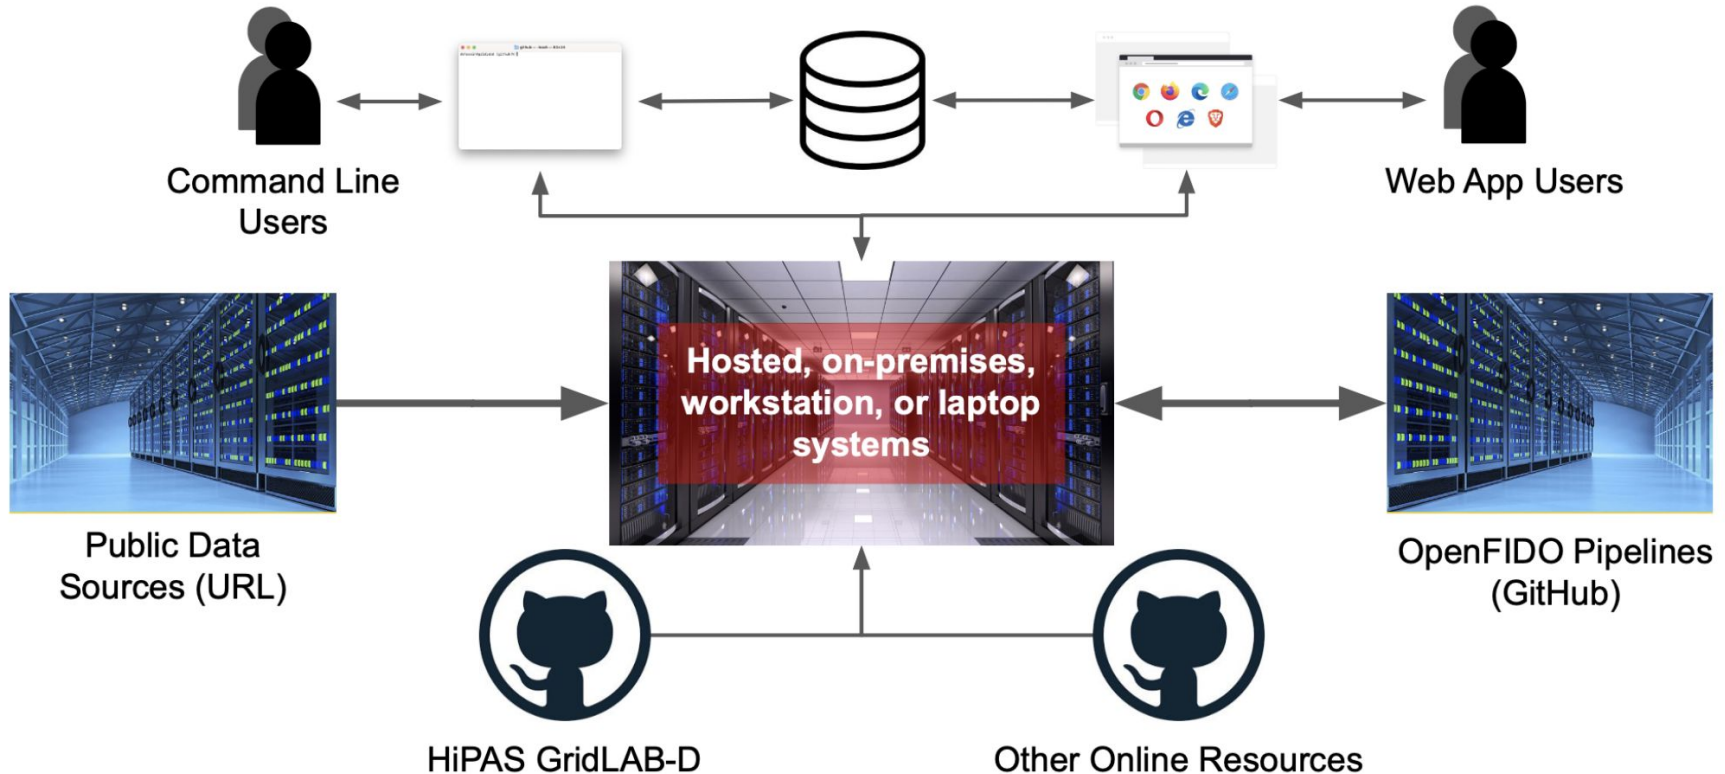 Command Line
Users
Web App Users
Hosted, on-premises,
workstation, or laptop
systems
Public Data
Sources (URL)
OpenFIDO Pipelines
(GitHub)
HiPAS GridLAB-D
Other Online Resources